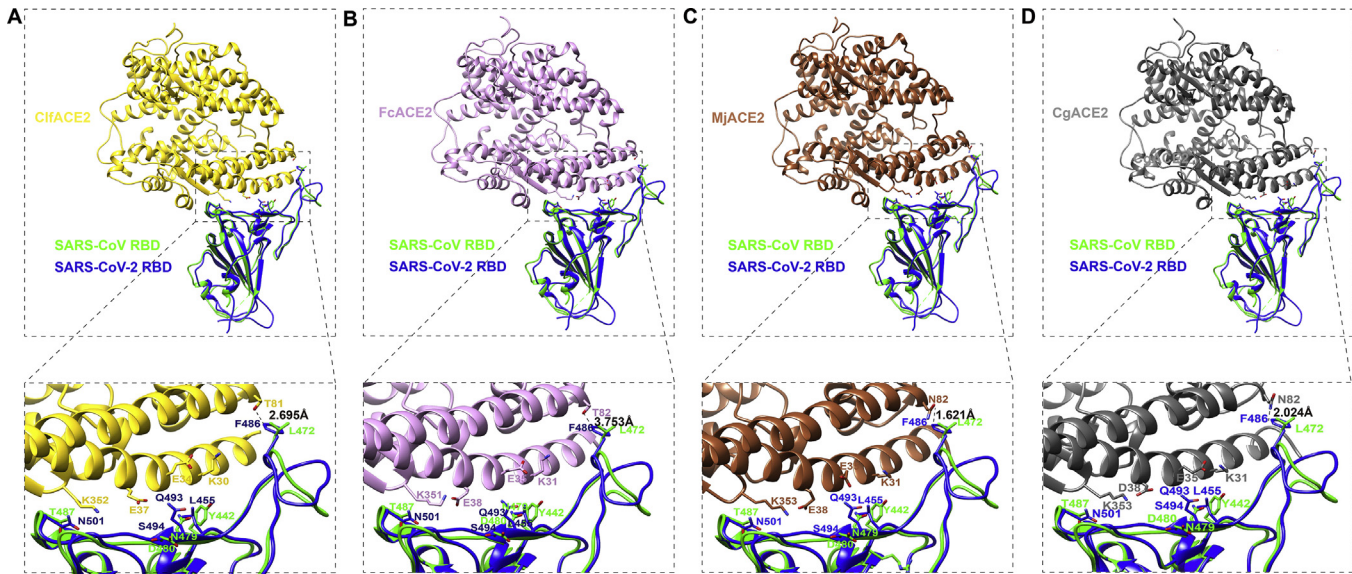 A
ClfACE2
SARS-CoV RBD
SARS-CoV-2 RBD
T81
2.695Å
F486
L472
E34
K30
K352
E37
Q493
L455
T487
N501
S494
Y442
N479
D480
B
FcACE2
SARS-CoV RBD
SARS-CoV-2 RBD
T82
3.753Å
F486
L472
E35
K31
K351
E38
T487
N501
Q493
Y442
D480
S494
L455
C
MjACE2
SARS-CoV RBD
SARS-CoV-2 RBD
N82
1.621Å
F486
L472
K31
K353
E38
Q493
L455
T487
N501
S494
Y442
N479
D480
D
CgACE2
SARS-CoV RBD
SARS-CoV-2 RBD
N82
2.024Å
F486
L472
E35
K31
D38
K353
Q493
L455
T487
N501
S494
Y442
D480
N479